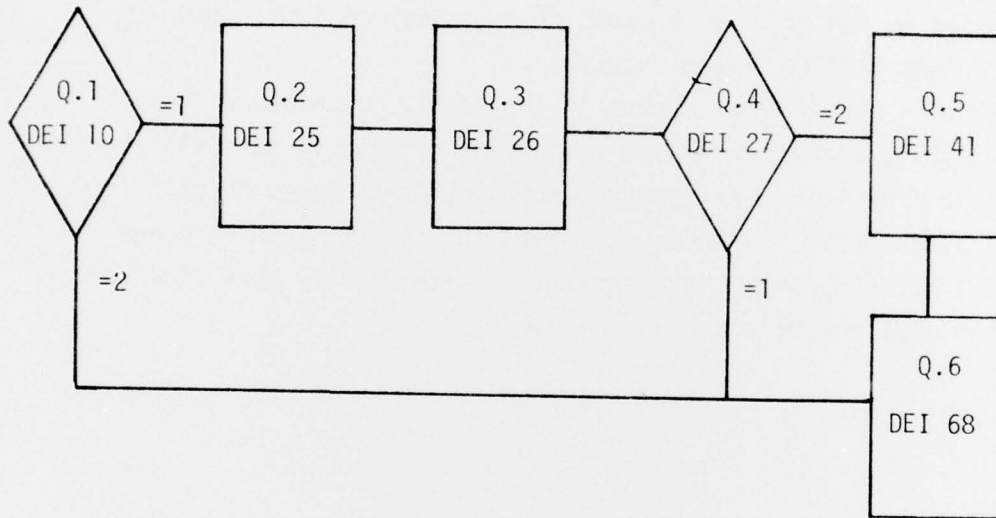 Q.1
DEI 10
=1
Q.2
DEI 25
Q.3
DEI 26
Q.4
DEI 27
=2
Q.5
DEI 41
=2
=1
Q.6
DEI 68